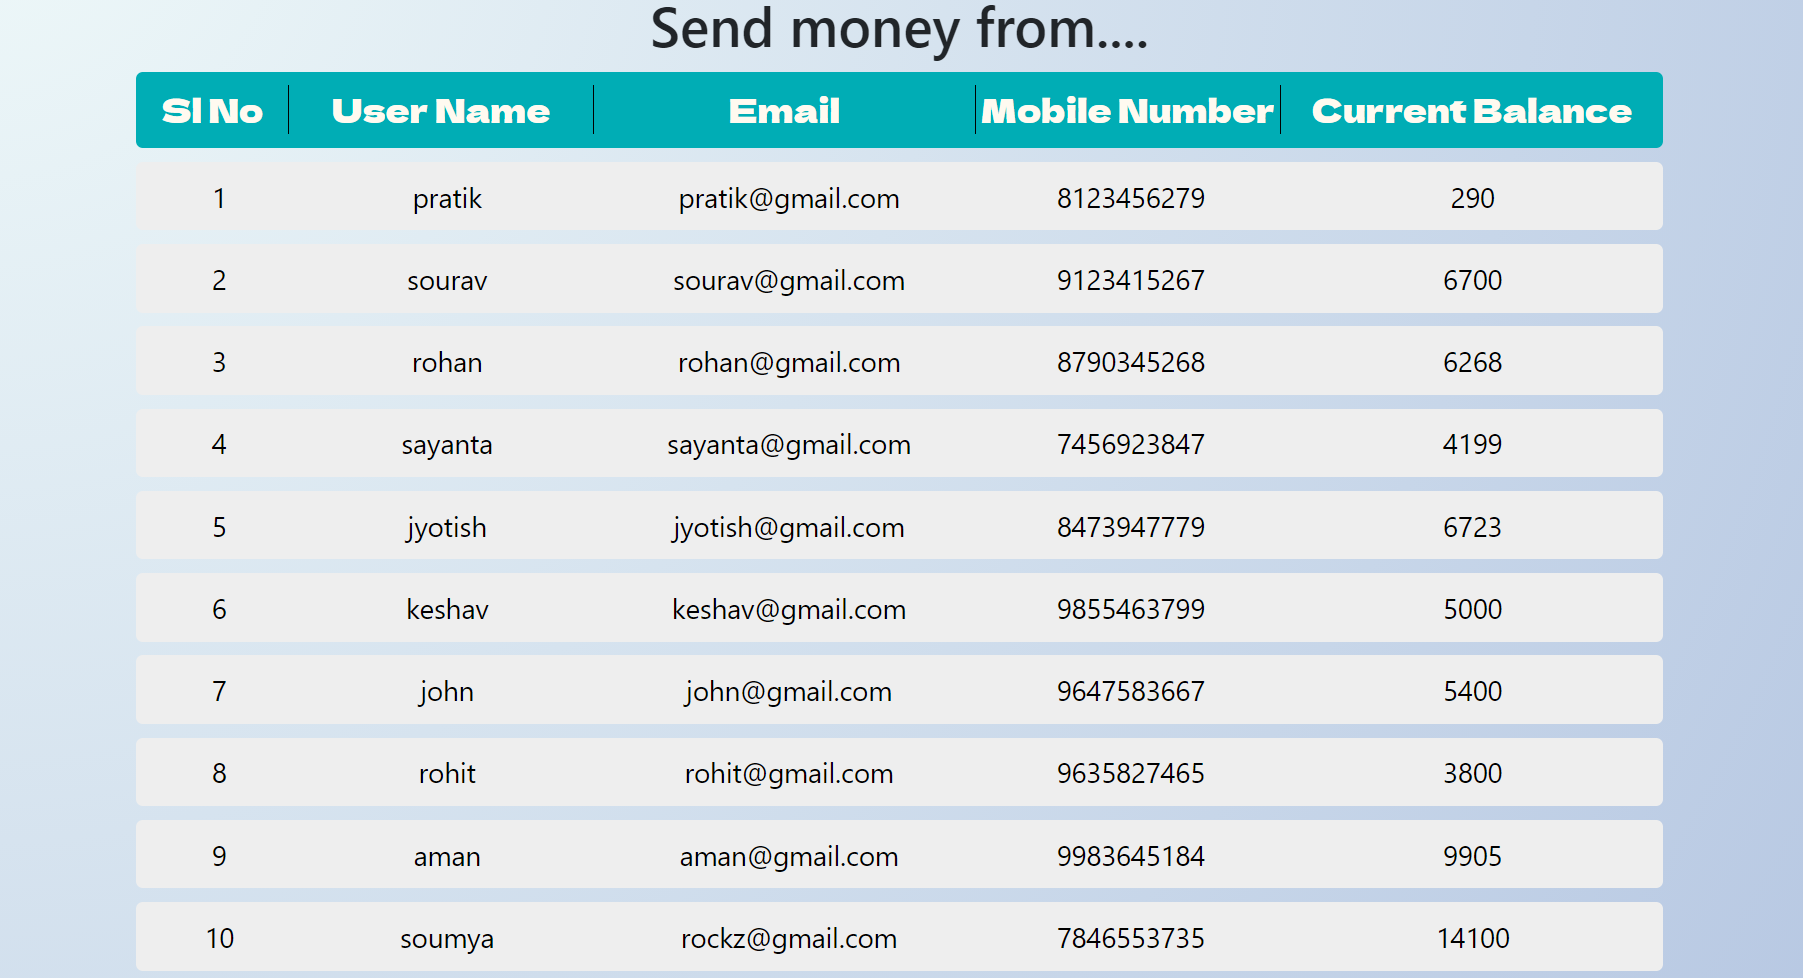 Send money from....
Sl No User Name Email Mobile Number Current Balance
1 pratik pratik@gmail.com 8123456279 290
2 sourav sourav@gmail.com 9123415267 6700
3 rohan rohan@gmail.com 8790345268 6268
4 sayanta sayanta@gmail.com 7456923847 4199
5 jyotish jyotish@gmail.com 8473947779 6723
6 keshav keshav@gmail.com 9855463799 5000
7 john john@gmail.com 9647583667 5400
8 rohit rohit@gmail.com 9635827465 3800
9 aman aman@gmail.com 9983645184 9905
10 soumya rockz@gmail.com 7846553735 14100